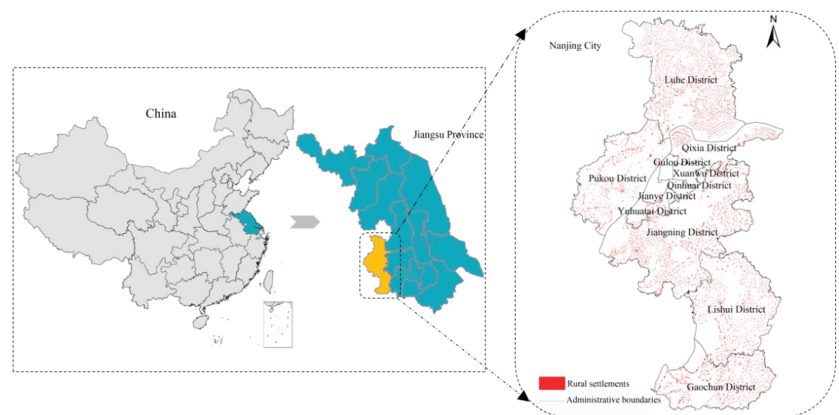 China
Jiangsu Province
Nanjing City
N
Luhe District
Qixia District
Gulou District
XuanWu District
Pukou District
Qinhuai District
Jianye District
Yuhuatai District
Jiangning District
Lishui District
Gaochun District
Rural settlements
Administrative boundaries